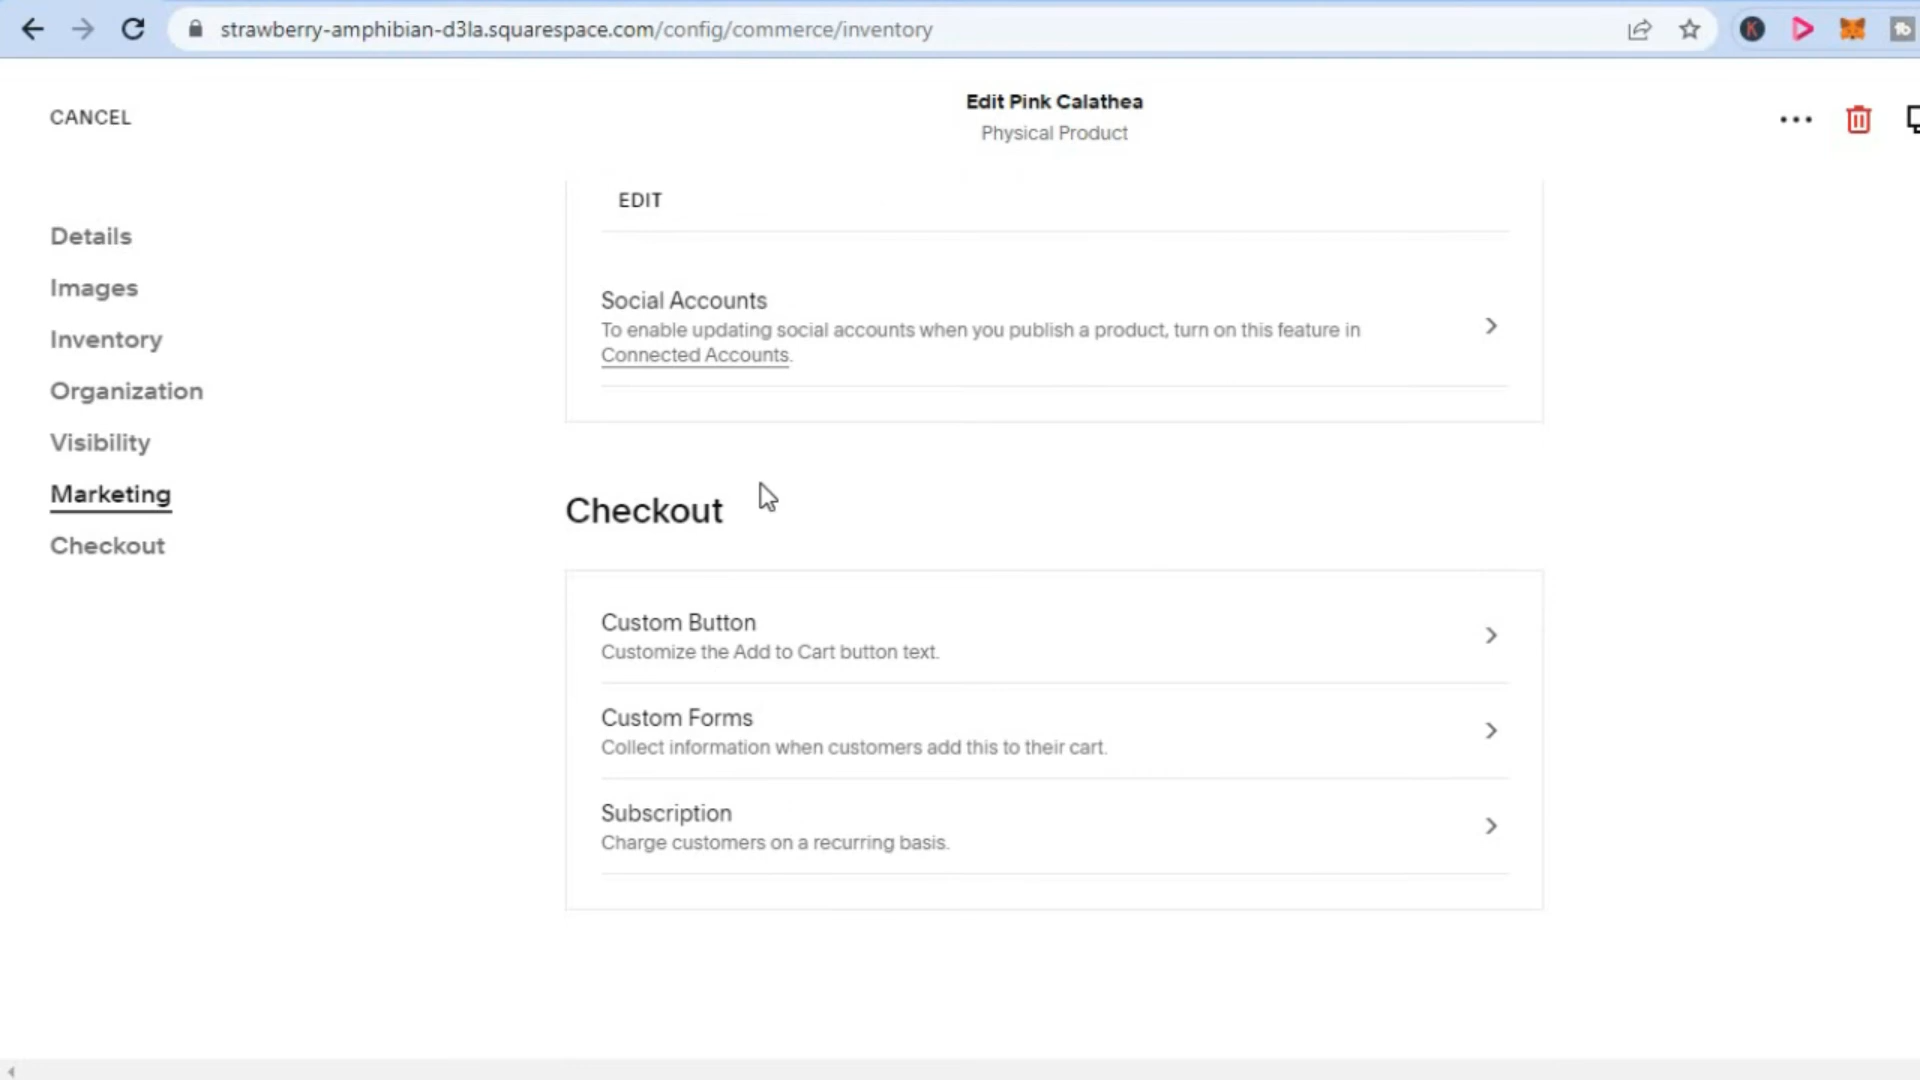 strawberry-amphibian-d3la.squarespace.com/config/commerce/inventory
K
CANCEL
Edit Pink Calathea
Physical Product
Details
Images
Inventory
Organization
Visibility
Marketing
Checkout
EDIT
Social Accounts
To enable updating social accounts when you publish a product, turn on this feature in
Connected Accounts.
Checkout
Custom Button
Customize the Add to Cart button text.
Custom Forms
Collect information when customers add this to their cart.
Subscription
Charge customers on a recurring basis.